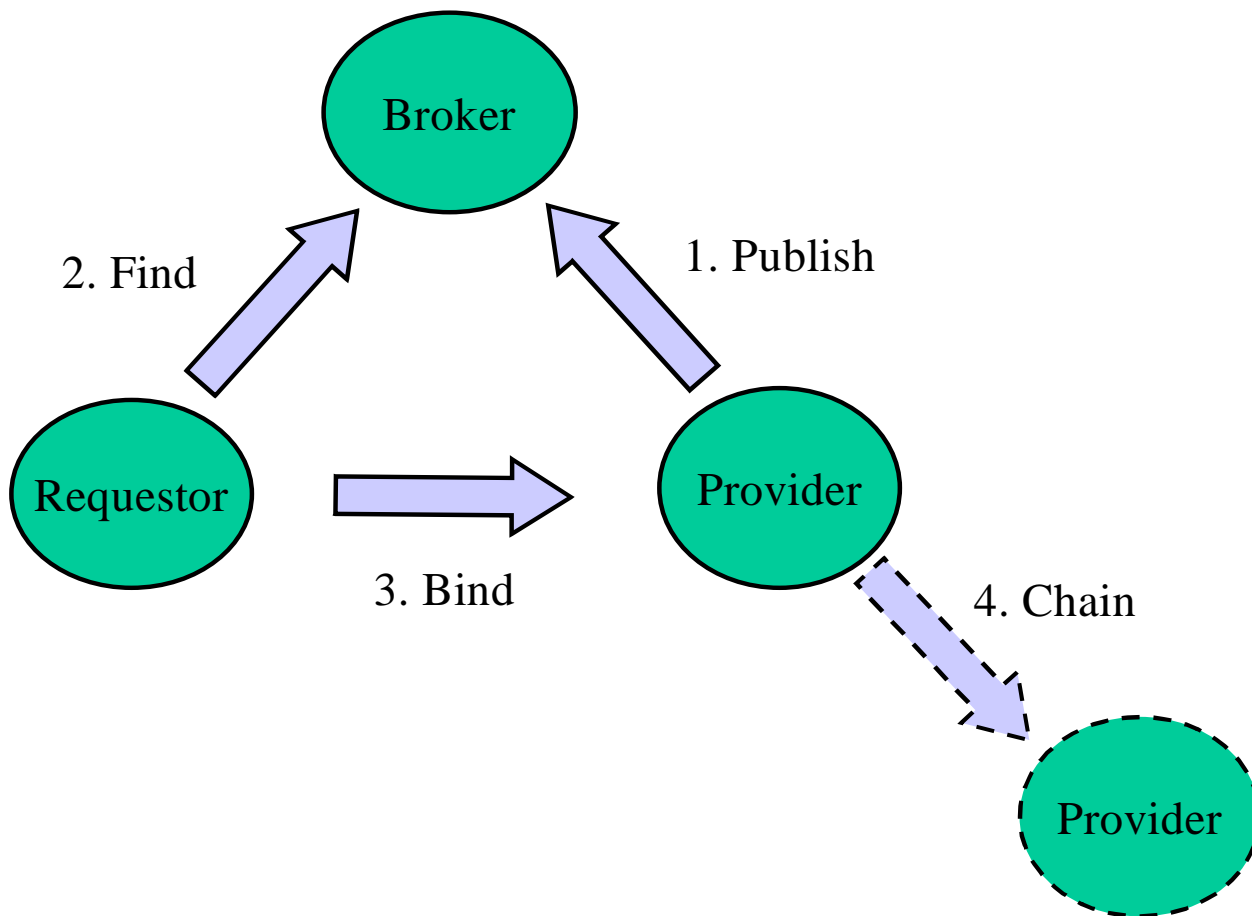 Broker
2. Find
1. Publish
Requestor
Provider
3. Bind
4. Chain
Provider